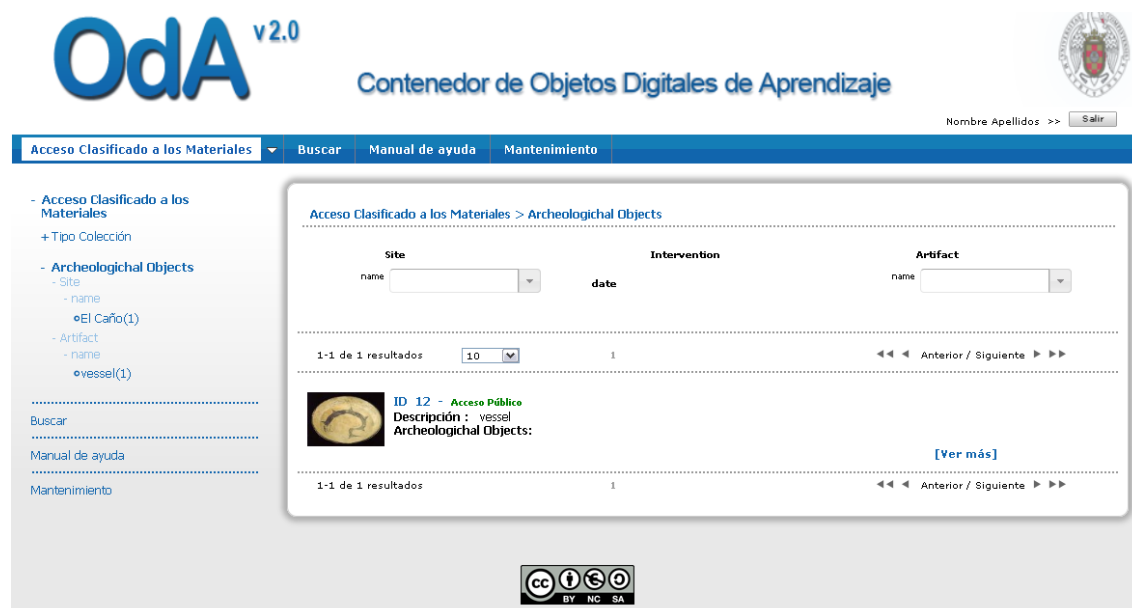 OdA v 2.0
Contenedor de Objetos Digitales de Aprendizaje
Nombre Apellidos >> Salir
Acceso Clasificado a los Materiales Buscar Manual de ayuda Mantenimiento
- Acceso Clasificado a los
Materiales
+ Tipo Colección
- Archeologichal Objects
- Site
- name
El Caño(1)
- Artifact
- name
vessel(1)
Buscar
Manual de ayuda
Mantenimiento
Acceso Clasificado a los Materiales > Archeologichal Objects
Site Intervention Artifact
name date name
1-1 de 1 resultados 10 1 Anterior / Siguiente
ID 12 - Acceso Público
Descripción : vessel
Archeologichal Objects:
[Ver más]
1-1 de 1 resultados 1 Anterior / Siguiente
cc
BY NC SA